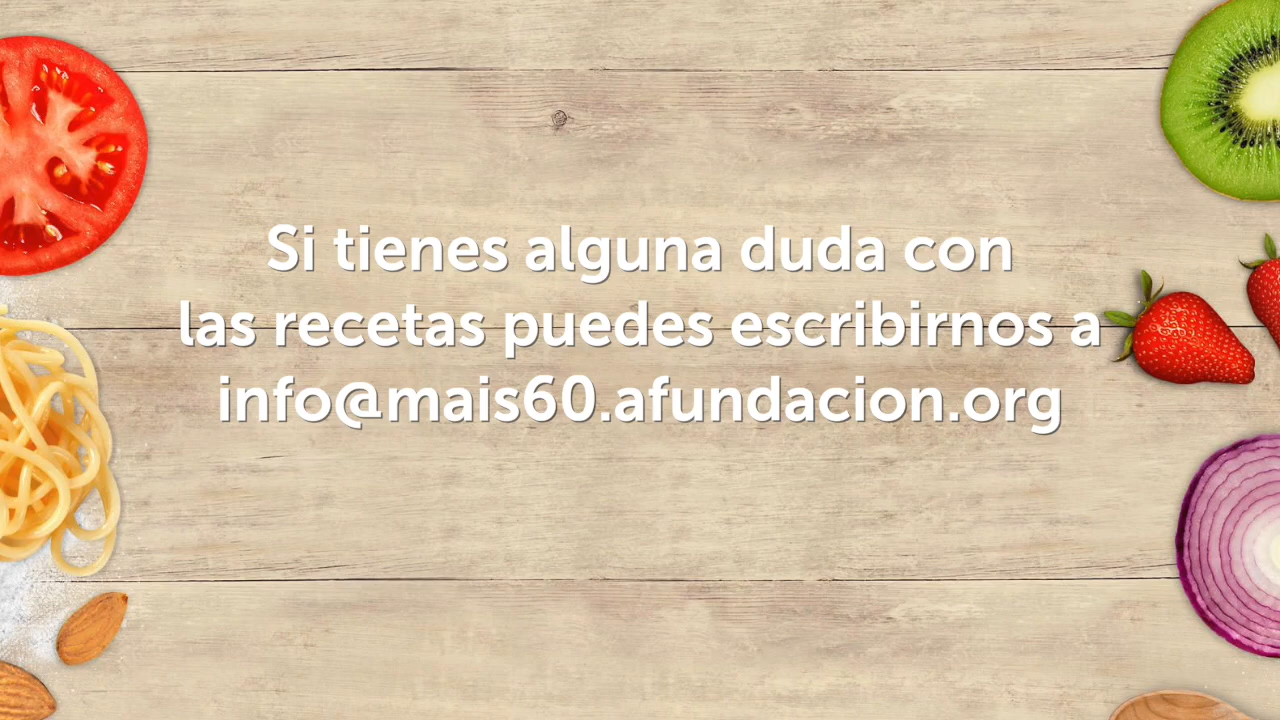 Si tienes alguna duda con
las recetas puedes escribirnos a
info@mais60.afundacion.org